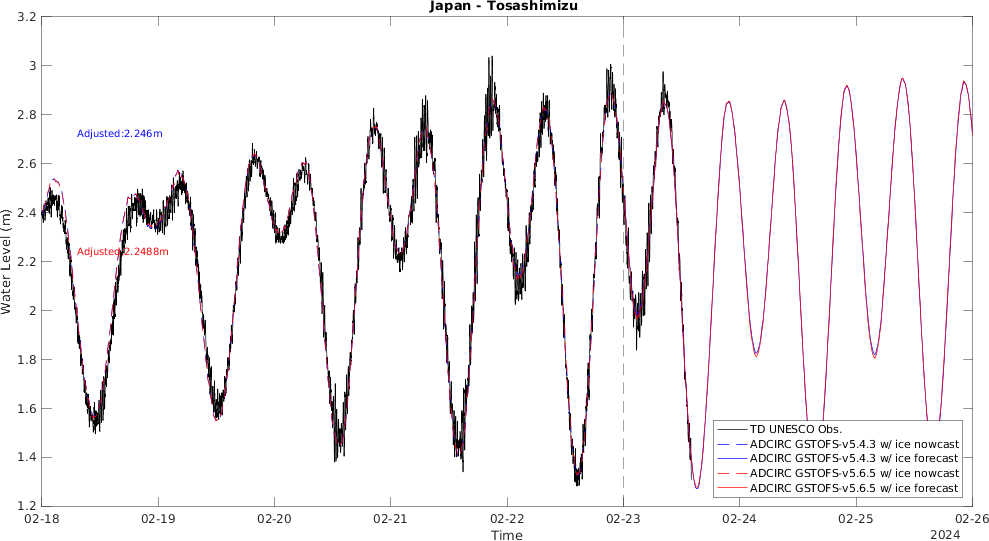 Japan - Tosashimizu
3.2
3
2.8
2.6
2.4
2.2
2
1.8
1.6
1.4
1.2
Water Level (m)
Adjusted:2.246m
Adjusted:2.2488m
TD UNESCO Obs.
ADCIRC GSTOFS-v5.4.3 w/ ice nowcast
ADCIRC GSTOFS-v5.4.3 w/ ice forecast
ADCIRC GSTOFS-v5.6.5 w/ ice nowcast
ADCIRC GSTOFS-v5.6.5 w/ ice forecast
02-18 02-19 02-20 02-21 02-22 02-23 02-24 02-25 02-26
Time
2024